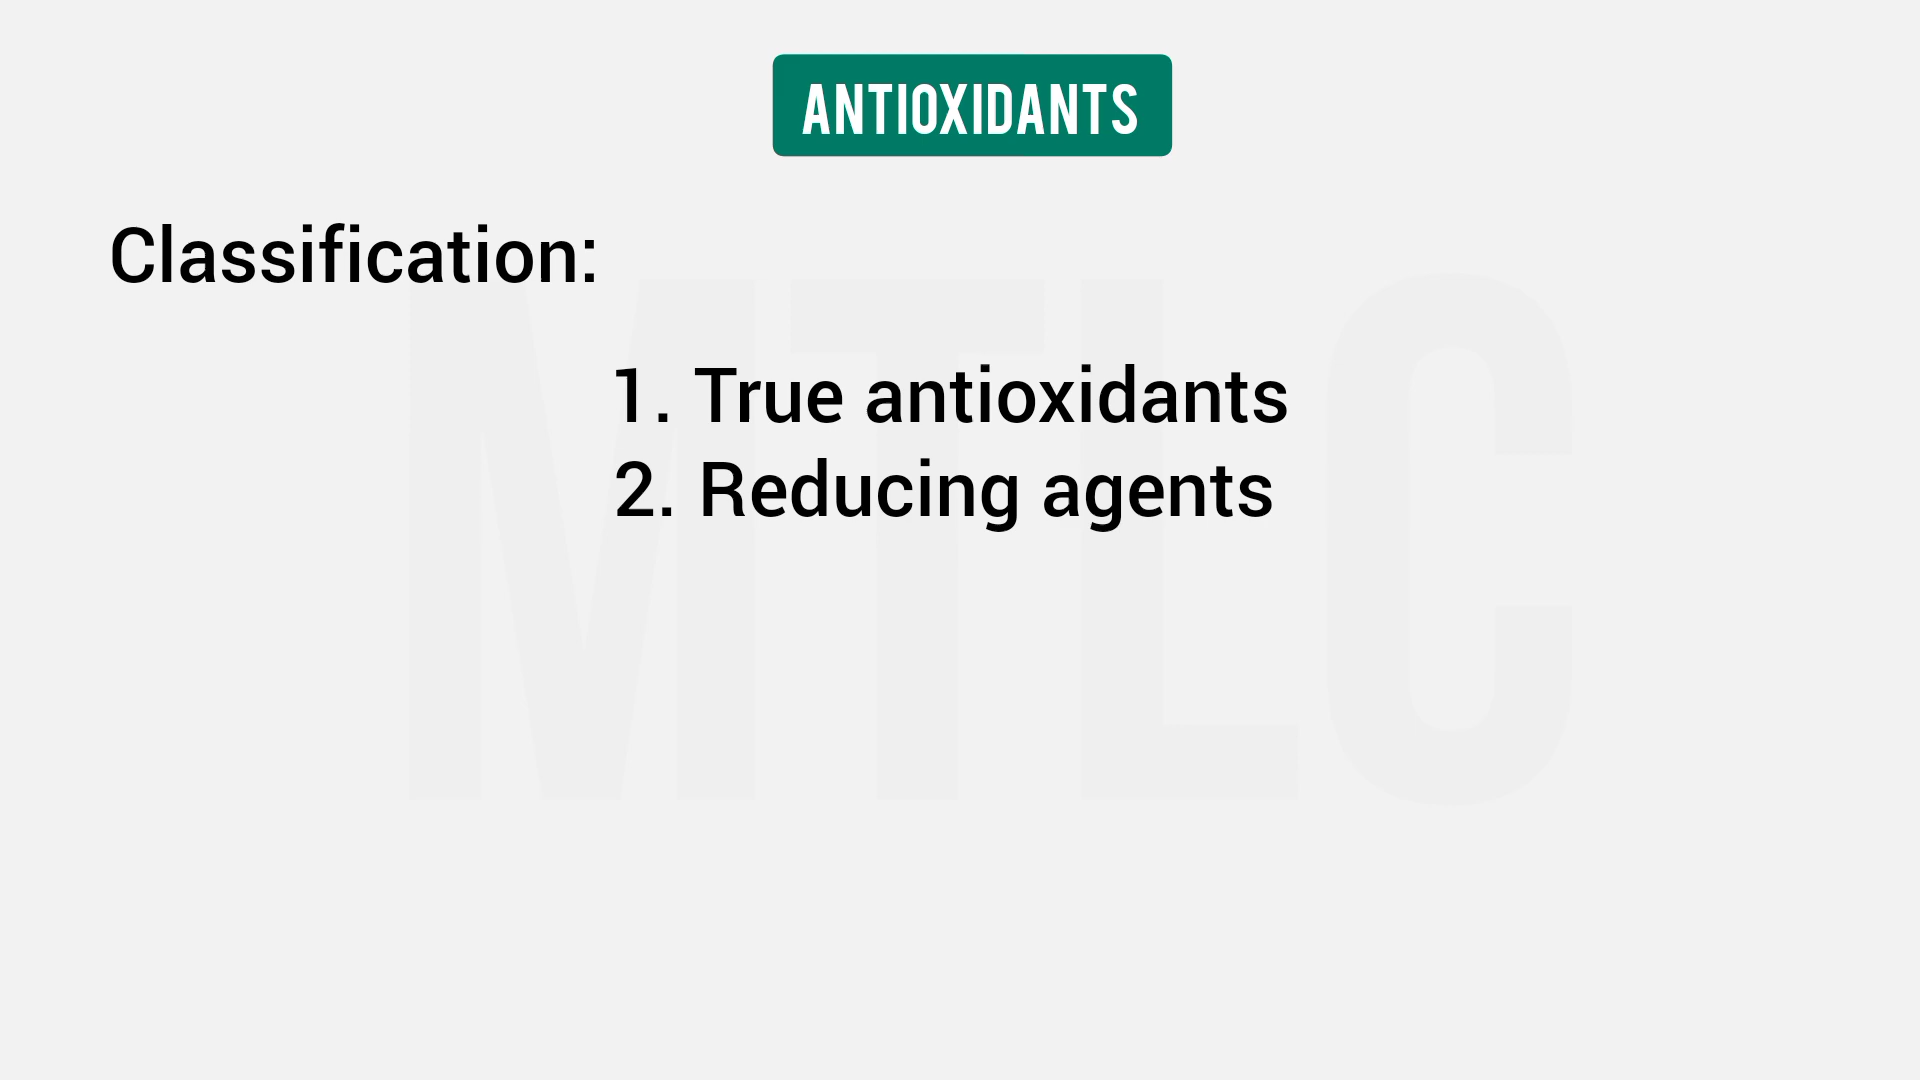 ANTIOXIDANTS
Classification:
1. True antioxidants
2. Reducing agents
MTLC